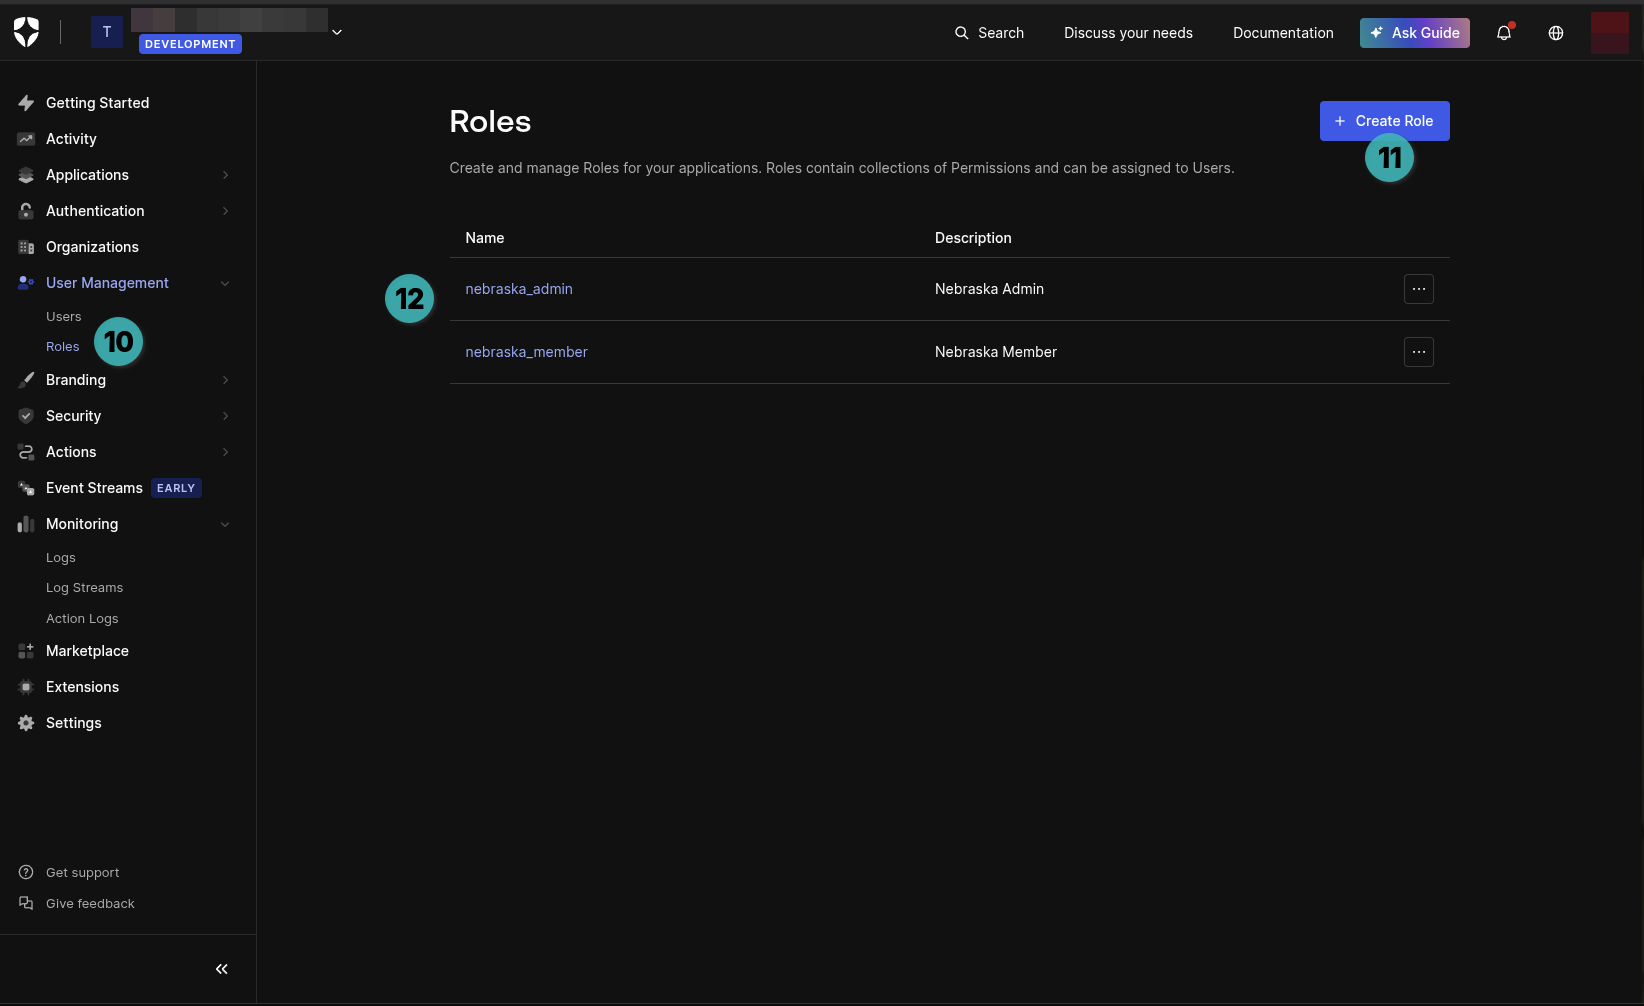 T
DEVELOPMENT
Search
Discuss your needs
Documentation
Ask Guide
Getting Started
Activity
Applications
Authentication
Organizations
User Management
Users
Roles
10
Branding
Security
Actions
Event Streams EARLY
Monitoring
Logs
Log Streams
Action Logs
Marketplace
Extensions
Settings
Get support
Give feedback
Roles
+ Create Role
11
Create and manage Roles for your applications. Roles contain collections of Permissions and can be assigned to Users.
Name Description
12
nebraska_admin Nebraska Admin ...
nebraska_member Nebraska Member ...